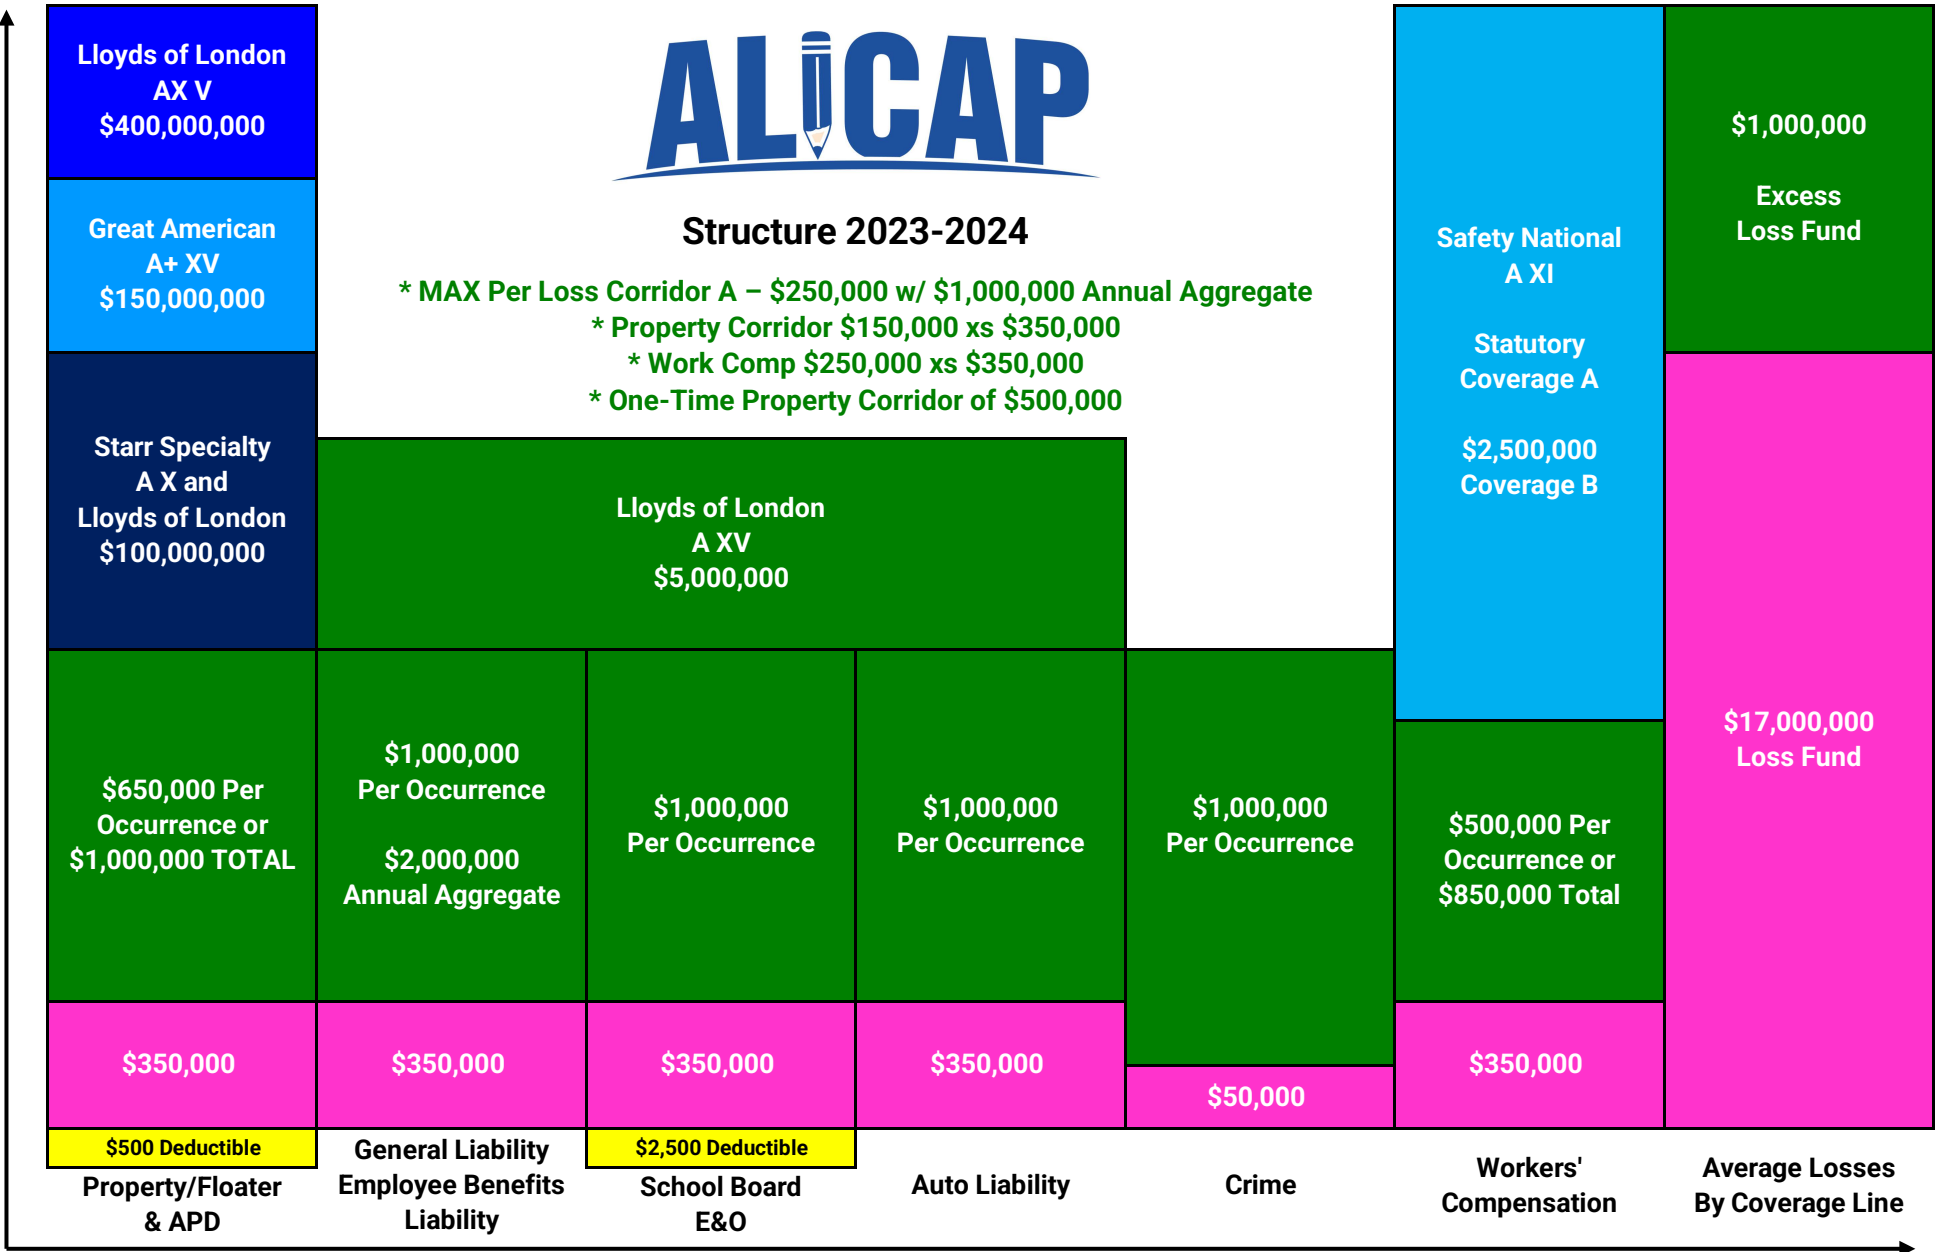 Lloyds of London
AX V
$400,000,000
Great American
A+ XV
$150,000,000
Starr Specialty
A X and
Lloyds of London
$100,000,000
$650,000 Per
Occurrence or
$1,000,000 TOTAL
$350,000
$500 Deductible
Property/Floater
& APD
ALICAP
Structure 2023-2024
* MAX Per Loss Corridor A – $250,000 w/ $1,000,000 Annual Aggregate
* Property Corridor $150,000 xs $350,000
* Work Comp $250,000 xs $350,000
* One-Time Property Corridor of $500,000
Lloyds of London
A XV
$5,000,000
$1,000,000
Per Occurrence
$2,000,000
Annual Aggregate
$350,000
General Liability
Employee Benefits
Liability
$1,000,000
Per Occurrence
$350,000
$2,500 Deductible
School Board
E&O
$1,000,000
Per Occurrence
$350,000
Auto Liability
$1,000,000
Per Occurrence
$50,000
Crime
Safety National
A XI
Statutory
Coverage A
$2,500,000
Coverage B
$500,000 Per
Occurrence or
$850,000 Total
$350,000
Workers'
Compensation
$1,000,000
Excess
Loss Fund
$17,000,000
Loss Fund
Average Losses
By Coverage Line